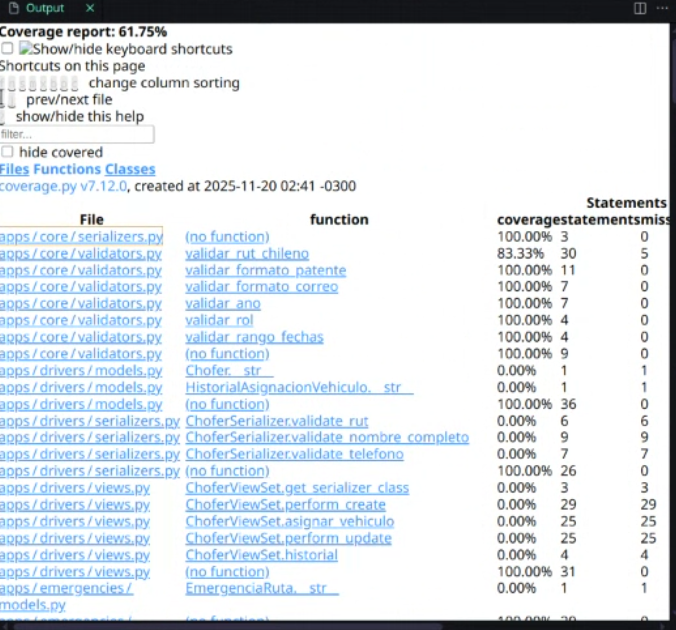 Output
Coverage report: 61.75%
Show/hide keyboard shortcuts
Shortcuts on this page
change column sorting
prev/next file
show/hide this help
filter...
hide covered
Files Functions Classes
coverage.py v7.12.0, created at 2025-11-20 02:41 -0300
Statements
File function coverage statements miss
apps/core/serializers.py (no function) 100.00% 3 0
apps/core/validators.py validar_rut_chileno 83.33% 30 5
apps/core/validators.py validar_formato_patente 100.00% 11 0
apps/core/validators.py validar_formato_correo 100.00% 7 0
apps/core/validators.py validar_ano 100.00% 7 0
apps/core/validators.py validar_rol 100.00% 4 0
apps/core/validators.py validar_rango_fechas 100.00% 4 0
apps/core/validators.py (no function) 100.00% 9 0
apps/drivers/models.py Chofer.__str__ 0.00% 1 1
apps/drivers/models.py HistorialAsignacionVehiculo.__str__ 0.00% 1 1
apps/drivers/models.py (no function) 100.00% 36 0
apps/drivers/serializers.py ChoferSerializer.validate_rut 0.00% 6 6
apps/drivers/serializers.py ChoferSerializer.validate_nombre_completo 0.00% 9 9
apps/drivers/serializers.py ChoferSerializer.validate_telefono 0.00% 7 7
apps/drivers/serializers.py (no function) 100.00% 26 0
apps/drivers/views.py ChoferViewSet.get_serializer_class 0.00% 3 3
apps/drivers/views.py ChoferViewSet.perform_create 0.00% 29 29
apps/drivers/views.py ChoferViewSet.asignar_vehiculo 0.00% 25 25
apps/drivers/views.py ChoferViewSet.perform_update 0.00% 25 25
apps/drivers/views.py ChoferViewSet.historial 0.00% 4 4
apps/drivers/views.py (no function) 100.00% 31 0
apps/emergencies/ EmergenciaRuta.__str__ 0.00% 1 1
models.py